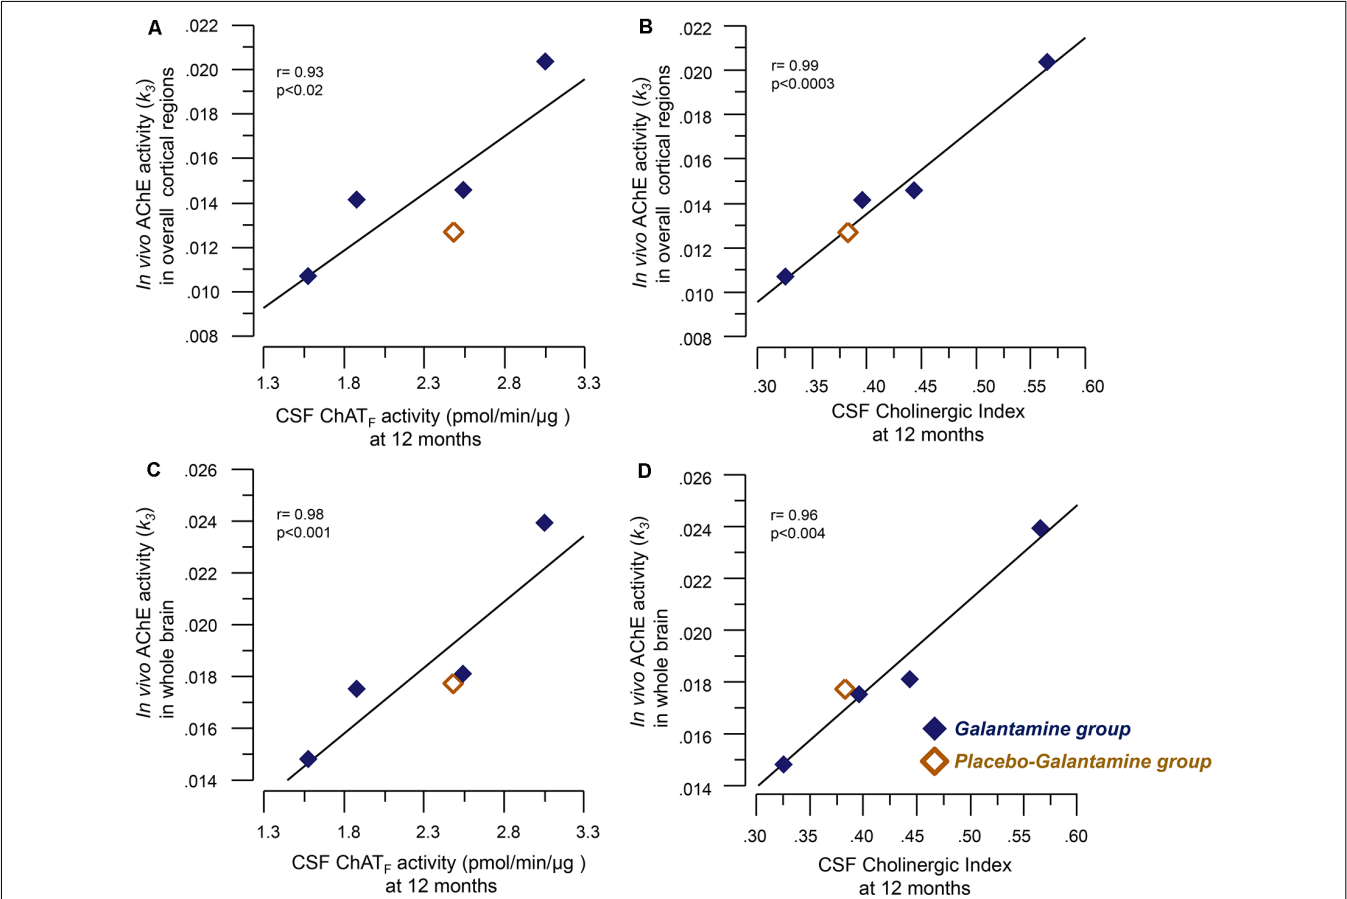 A
In vivo AChE activity (k3)
in overall cortical regions
.022
.020
.018
.016
.014
.012
.010
.008
r= 0.93
p<0.02
1.3
1.8
2.3
2.8
3.3
CSF ChATF activity (pmol/min/µg )
at 12 months
B
In vivo AChE activity (k3)
in overall cortical regions
.022
.020
.018
.016
.014
.012
.010
.008
r= 0.99
p<0.0003
.30
.35
.40
.45
.50
.55
.60
CSF Cholinergic Index
at 12 months
C
In vivo AChE activity (k3)
in whole brain
.026
.024
.022
.020
.018
.016
.014
r= 0.98
p<0.001
1.3
1.8
2.3
2.8
3.3
CSF ChATF activity (pmol/min/µg )
at 12 months
D
In vivo AChE activity (k3)
in whole brain
.026
.024
.022
.020
.018
.016
.014
r= 0.96
p<0.004
Galantamine group
Placebo-Galantamine group
.30
.35
.40
.45
.50
.55
.60
CSF Cholinergic Index
at 12 months